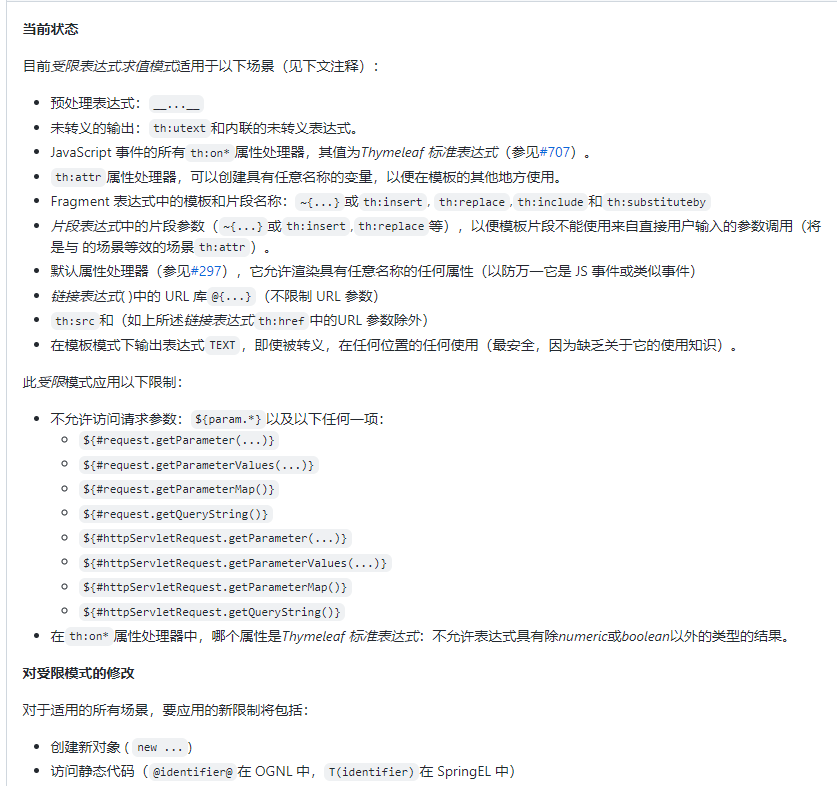 当前状态
目前受限表达式求值模式适用于以下场景（见下文注释）：
预处理表达式：__...__
未转义的输出：th:utext和内联的未转义表达式。
JavaScript 事件的所有 th:on* 属性处理器，其值为Thymeleaf 标准表达式（参见#707）。
th:attr 属性处理器，可以创建具有任意名称的变量，以便在模板的其他地方使用。
Fragment 表达式中的模板和片段名称：~{...} 或 th:insert, th:replace, th:include 和 th:substituteby
片段表达式中的片段参数（~{...} 或 th:insert, th:replace 等），以便模板片段不能使用来自直接用户输入的参数调用（将
是与 的场景等效的场景 th:attr ）。
默认属性处理器（参见#297），它允许渲染具有任意名称的任何属性（以防万一它是 JS 事件或类似事件）
链接表达式( )中的 URL 库 @{...}（不限制 URL 参数）
th:src 和（如上所述链接表达式 th:href 中的URL 参数除外）
在模板模式下输出表达式 TEXT，即使被转义，在任何位置的任何使用（最安全，因为缺乏关于它的使用知识）。
此受限模式应用以下限制：
不允许访问请求参数：${param.*} 以及以下任何一项：
${#request.getParameter(...)}
${#request.getParameterValues(...)}
${#request.getParameterMap()}
${#request.getQueryString()}
${#httpServletRequest.getParameter(...)}
${#httpServletRequest.getParameterValues(...)}
${#httpServletRequest.getParameterMap()}
${#httpServletRequest.getQueryString()}
在 th:on* 属性处理器中，哪个属性是Thymeleaf 标准表达式：不允许表达式具有除numeric或boolean以外的类型的结果。
对受限模式的修改
对于适用的所有场景，要应用的新限制将包括：
创建新对象 ( new ... )
访问静态代码（@identifier@ 在 OGNL 中，T(identifier) 在 SpringEL 中）